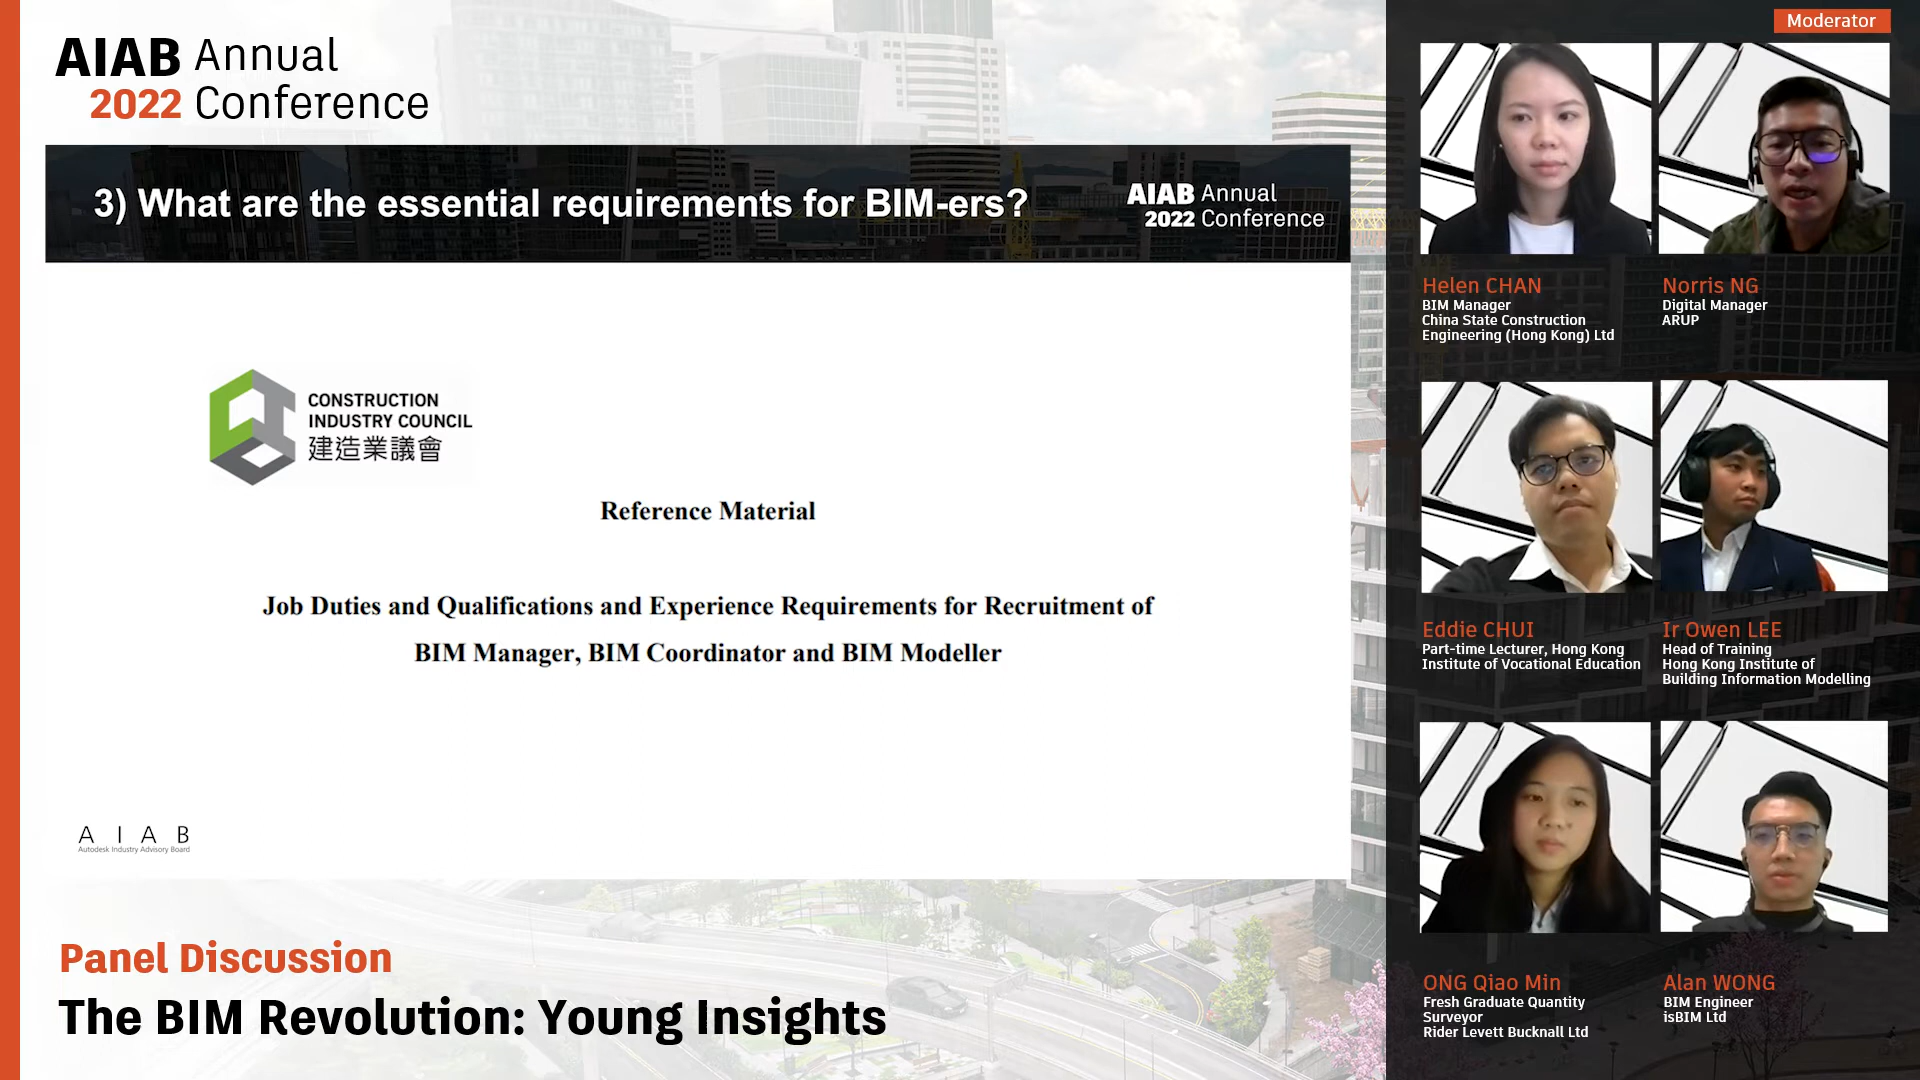 AIAB Annual
2022 Conference
3) What are the essential requirements for BIM-ers?
AIAB Annual
2022 Conference
CONSTRUCTION
INDUSTRY COUNCIL
建造業議會
Reference Material
Job Duties and Qualifications and Experience Requirements for Recruitment of
BIM Manager, BIM Coordinator and BIM Modeller
A I A B
Autodesk Industry Advisory Board
Panel Discussion
The BIM Revolution: Young Insights
Moderator
Helen CHAN
BIM Manager
China State Construction
Engineering (Hong Kong) Ltd
Norris NG
Digital Manager
ARUP
Eddie CHUI
Part-time Lecturer, Hong Kong
Institute of Vocational Education
Ir Owen LEE
Head of Training
Hong Kong Institute of
Building Information Modelling
ONG Qiao Min
Fresh Graduate Quantity
Surveyor
Rider Levett Bucknall Ltd
Alan WONG
BIM Engineer
isBIM Ltd